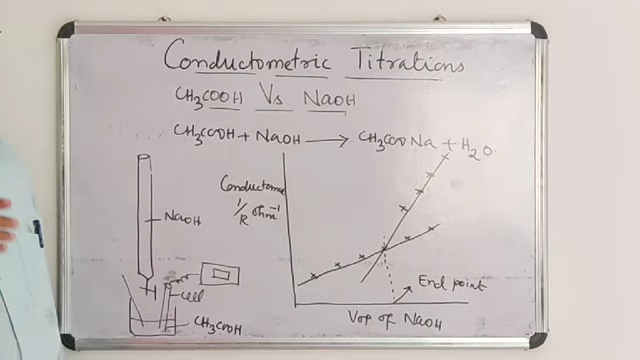 Conductometric Titrations
CH3COOH Vs NaOH
CH3COOH + NaOH → CH3COONa + H2O
Conductance
1/R ohm⁻¹
NaOH
cell
CH3COOH
End point
of NaOH